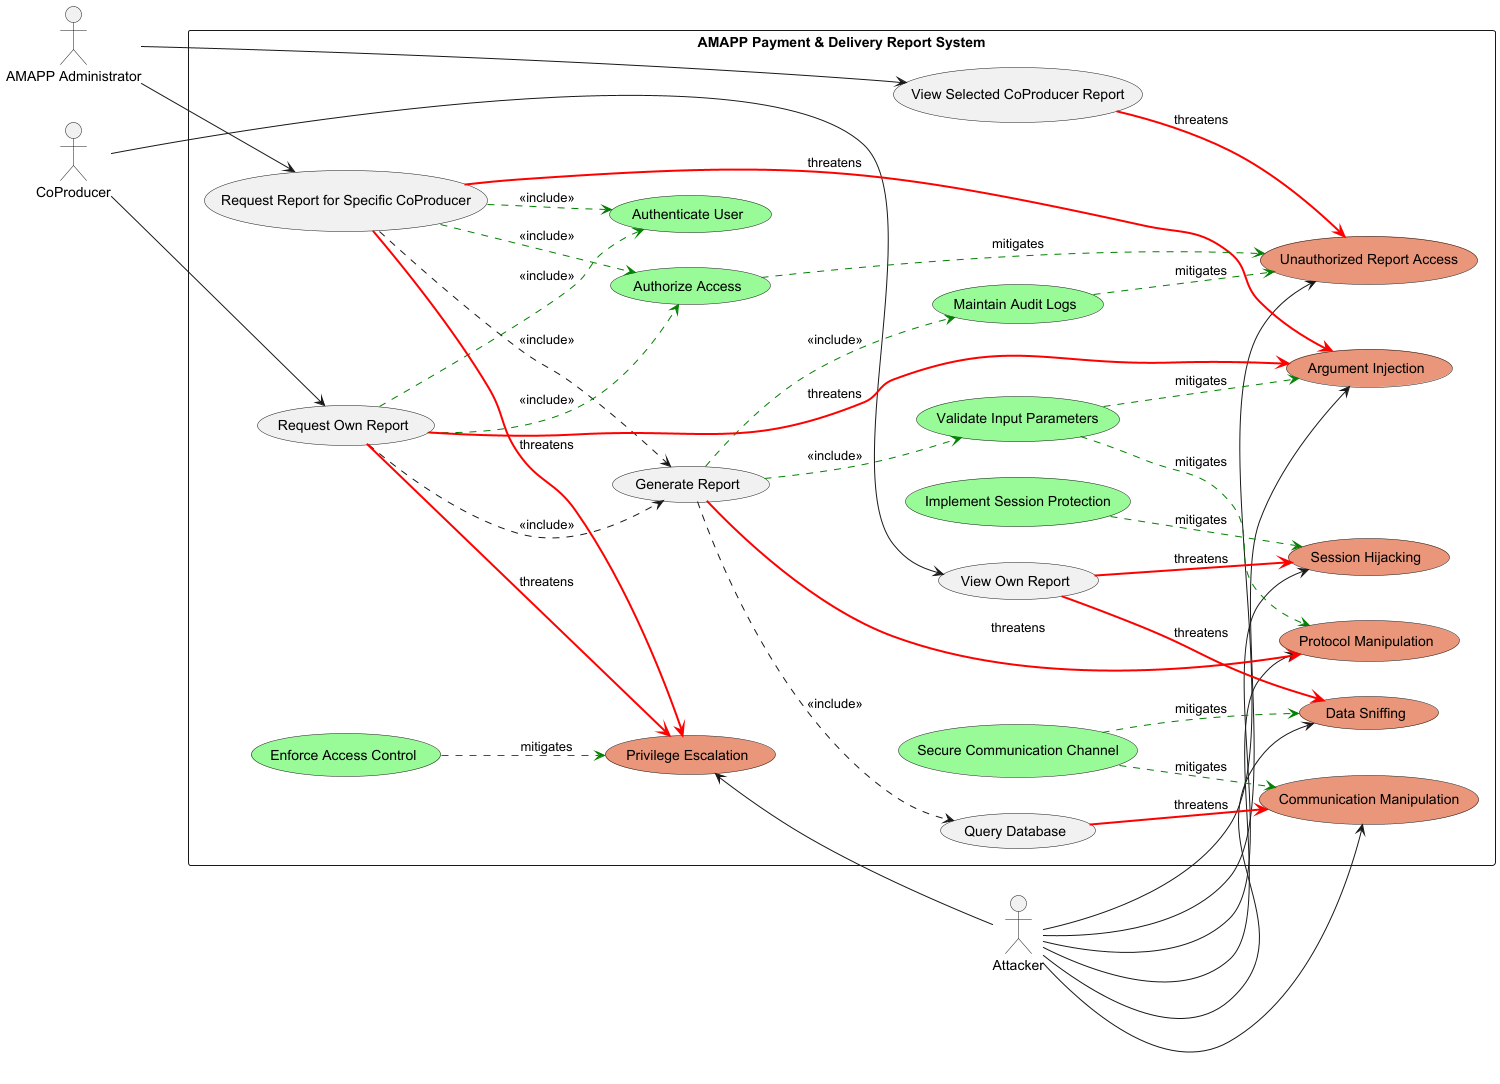 AMAPP Payment & Delivery Report System
AMAPP Administrator
View Selected CoProducer Report
threatens
CoProducer
threatens
Request Report for Specific CoProducer
«include»
Authenticate User
«include»
mitigates
Unauthorized Report Access
«include»
Authorize Access
mitigates
Maintain Audit Logs
«include»
«include»
Argument Injection
mitigates
«include»
threatens
Request Own Report
Validate Input Parameters
threatens
«include»
mitigates
Generate Report
Implement Session Protection
«include»
mitigates
Session Hijacking
threatens
threatens
View Own Report
threatens
threatens
Protocol Manipulation
«include»
mitigates
Data Sniffing
mitigates
Enforce Access Control
Privilege Escalation
Secure Communication Channel
mitigates
Communication Manipulation
threatens
Query Database
Attacker